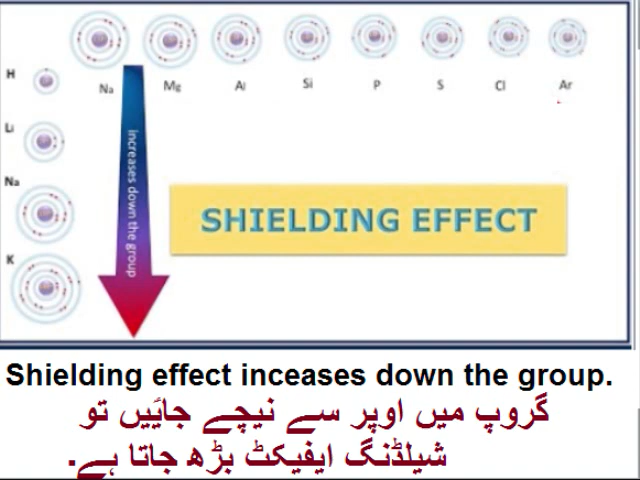 Na Mg Al Si P S Cl Ar
H
Li
Na
K
increases down the group
SHIELDING EFFECT
Shielding effect inceases down the group.
گروپ میں اوپر سے نیچے جائیں تو
شیلڈنگ ایفیکٹ بڑھ جاتا ہے۔